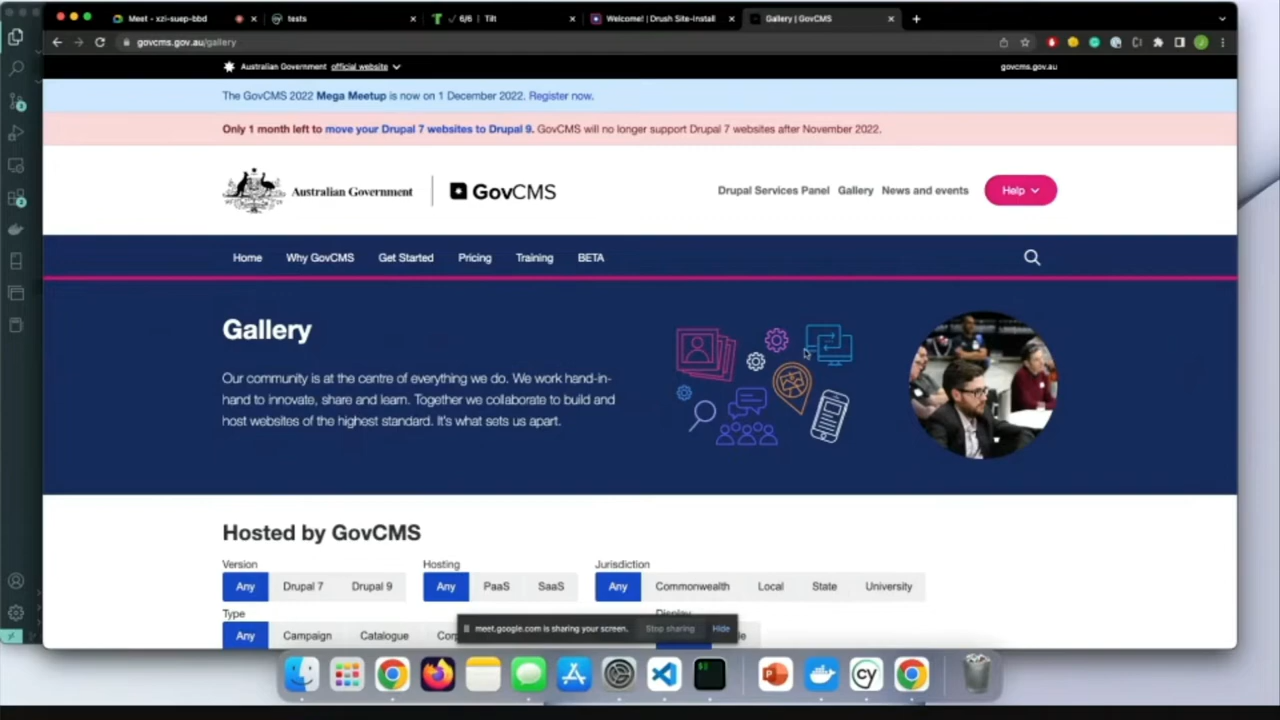 Meet - xzi-suep-bbd
tests
6/6 | Tilt
Welcome! | Drush Site-Install
Gallery | GovCMS
govcms.gov.au/gallery
Australian Government official website
govcms.gov.au
The GovCMS 2022 Mega Meetup is now on 1 December 2022. Register now.
Only 1 month left to move your Drupal 7 websites to Drupal 9. GovCMS will no longer support Drupal 7 websites after November 2022.
Australian Government
GovCMS
Drupal Services Panel Gallery News and events Help
Home Why GovCMS Get Started Pricing Training BETA
Gallery
Our community is at the centre of everything we do. We work hand-in-
hand to innovate, share and learn. Together we collaborate to build and
host websites of the highest standard. It's what sets us apart.
Hosted by GovCMS
Version Hosting Jurisdiction
Any Drupal 7 Drupal 9 Any PaaS SaaS Any Commonwealth Local State University
Type Display
Any Campaign Catalogue
meet.google.com is sharing your screen. Stop sharing Hide
cy